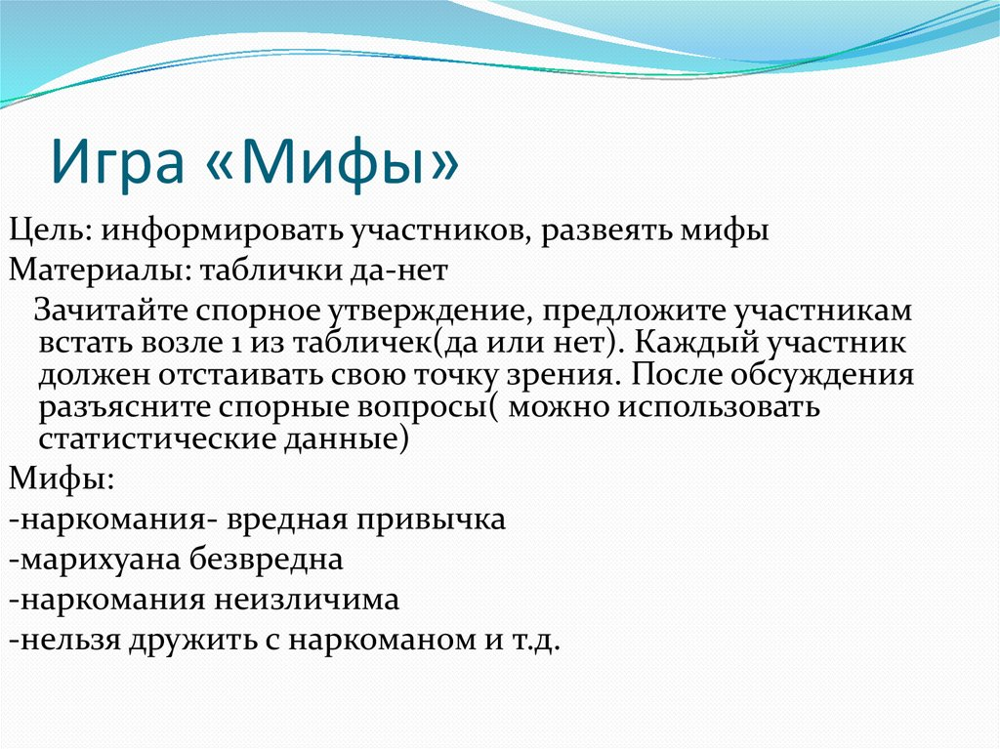 Игра «Мифы»
Цель: информировать участников, развеять мифы
Материалы: таблички да-нет
Зачитайте спорное утверждение, предложите участникам
встать возле 1 из табличек(да или нет). Каждый участник
должен отстаивать свою точку зрения. После обсуждения
разъясните спорные вопросы( можно использовать
статистические данные)
Мифы:
-наркомания- вредная привычка
-марихуана безвредна
-наркомания неизличима
-нельзя дружить с наркоманом и т.д.